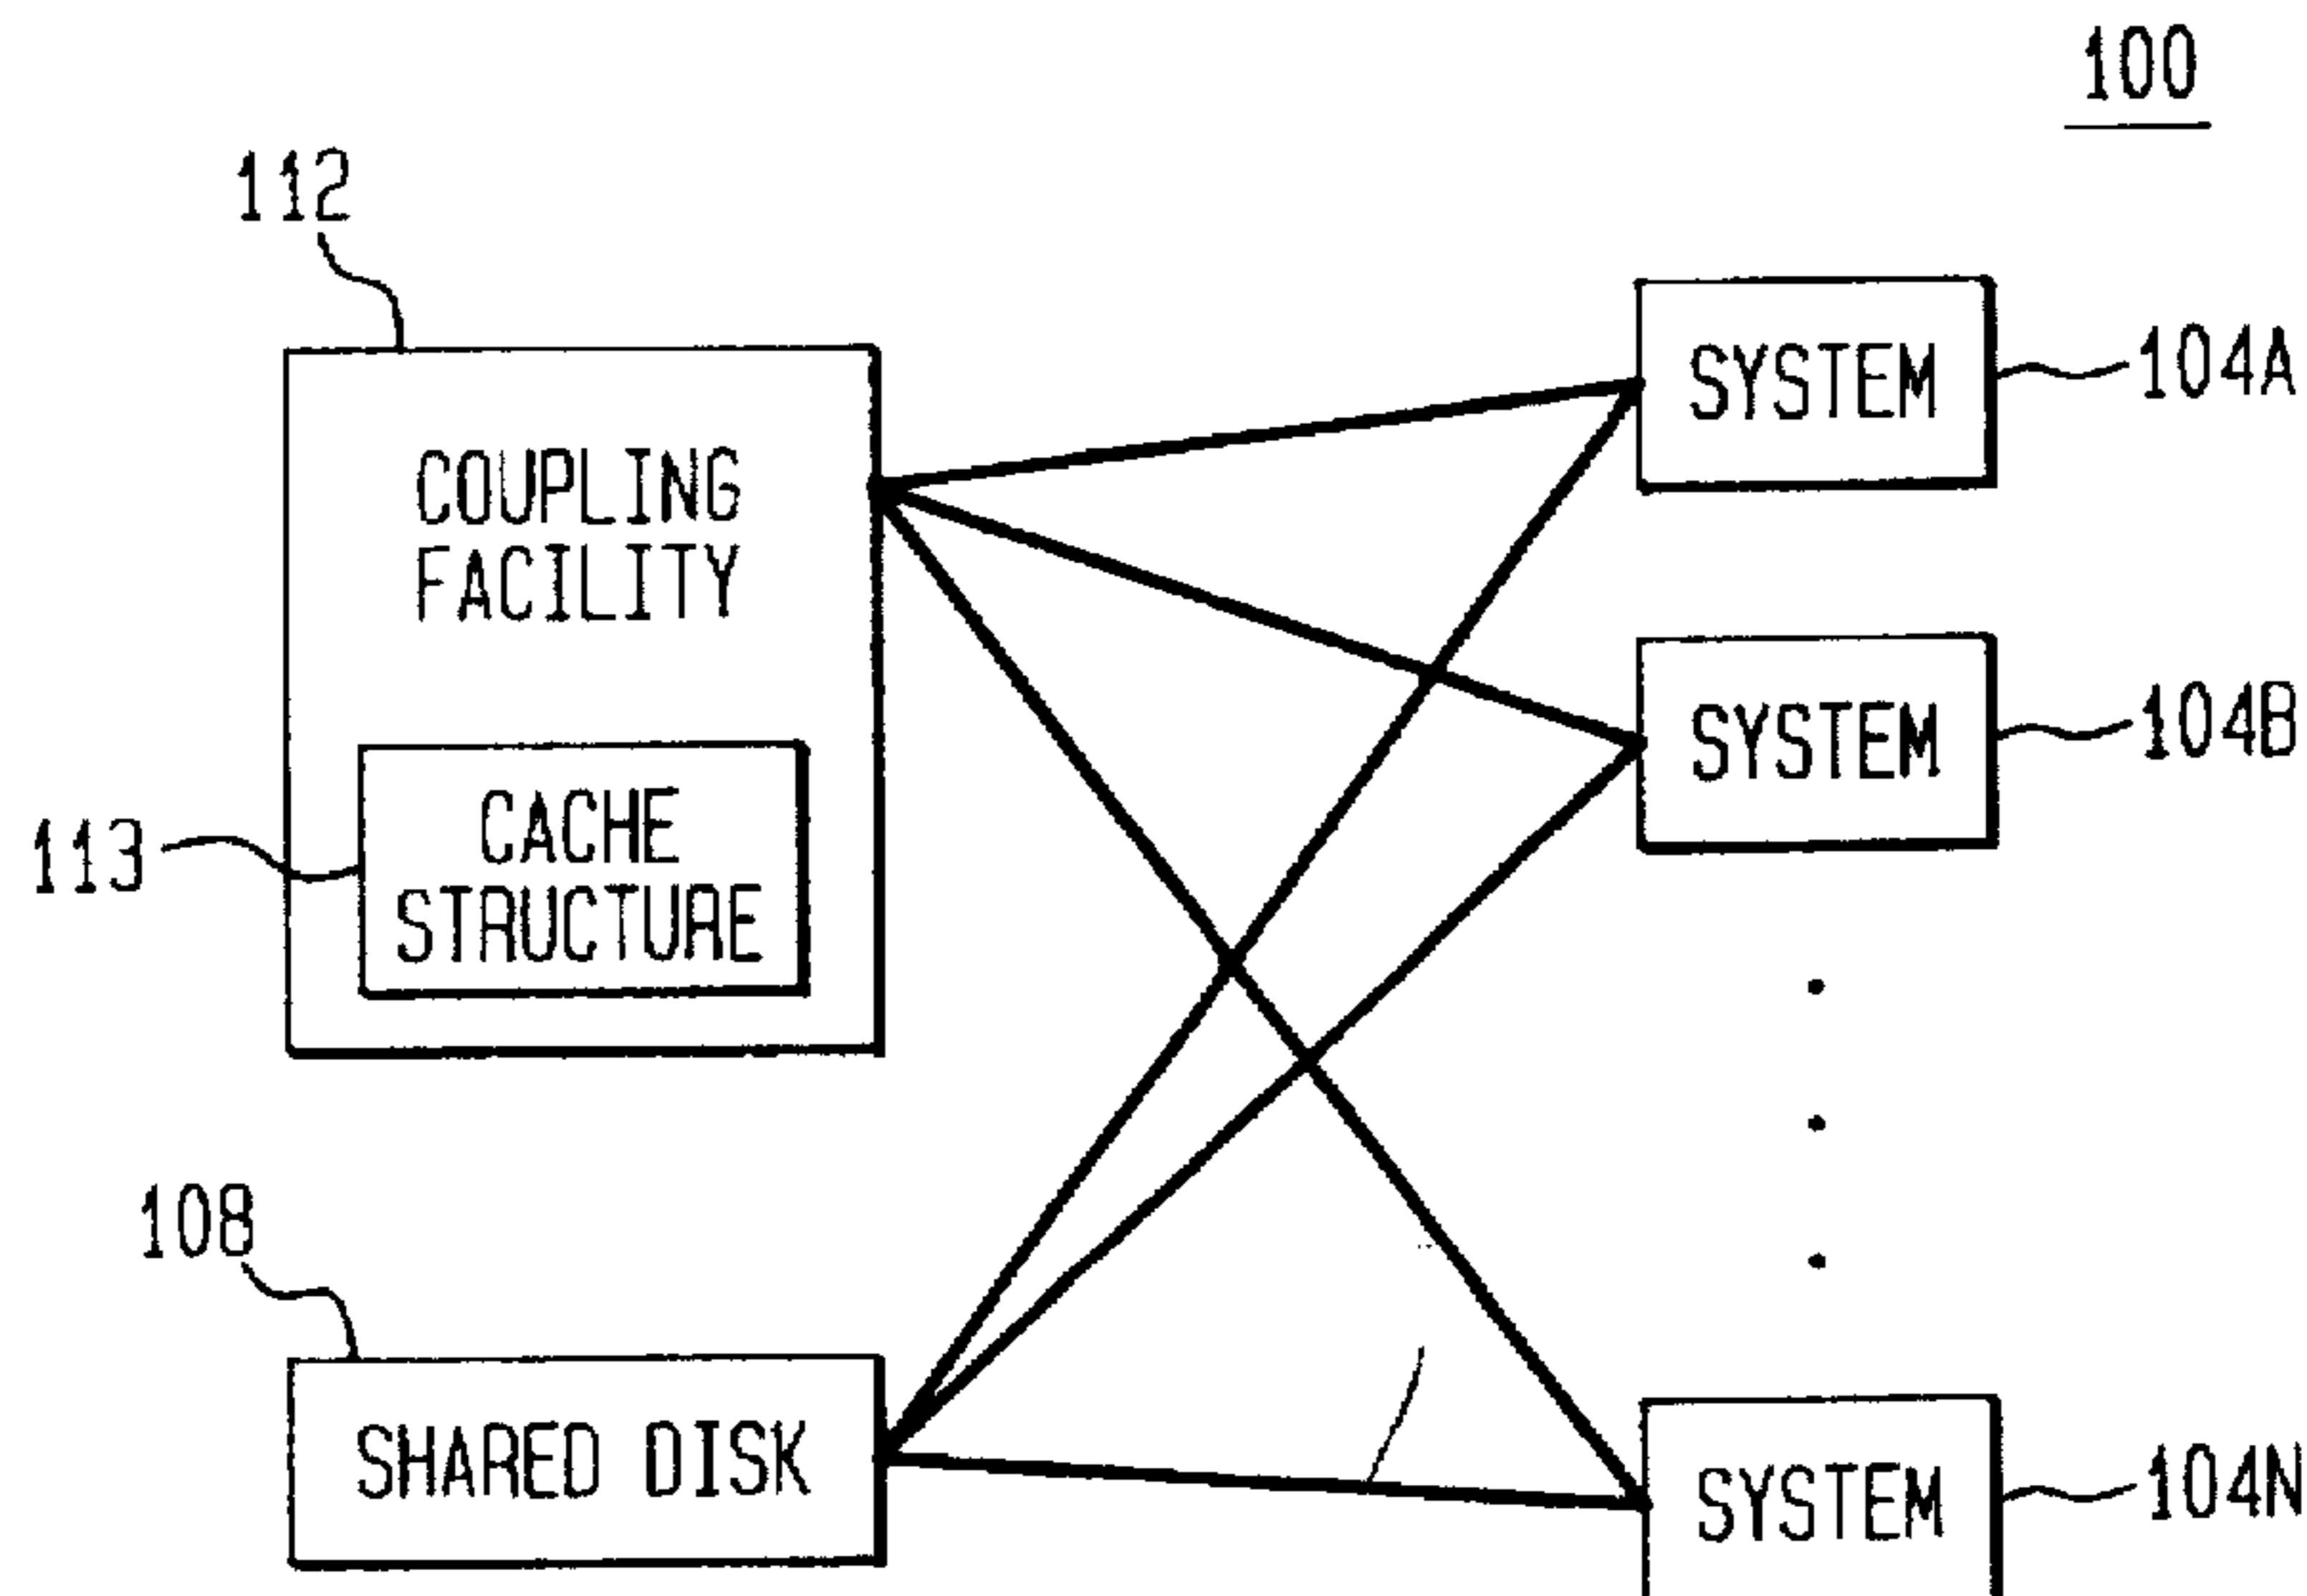 100
112
SYSTEM
104A
COUPLING
FACILITY
SYSTEM
104B
CACHE
STRUCTURE
113
108
SHARED DISK
SYSTEM
104N